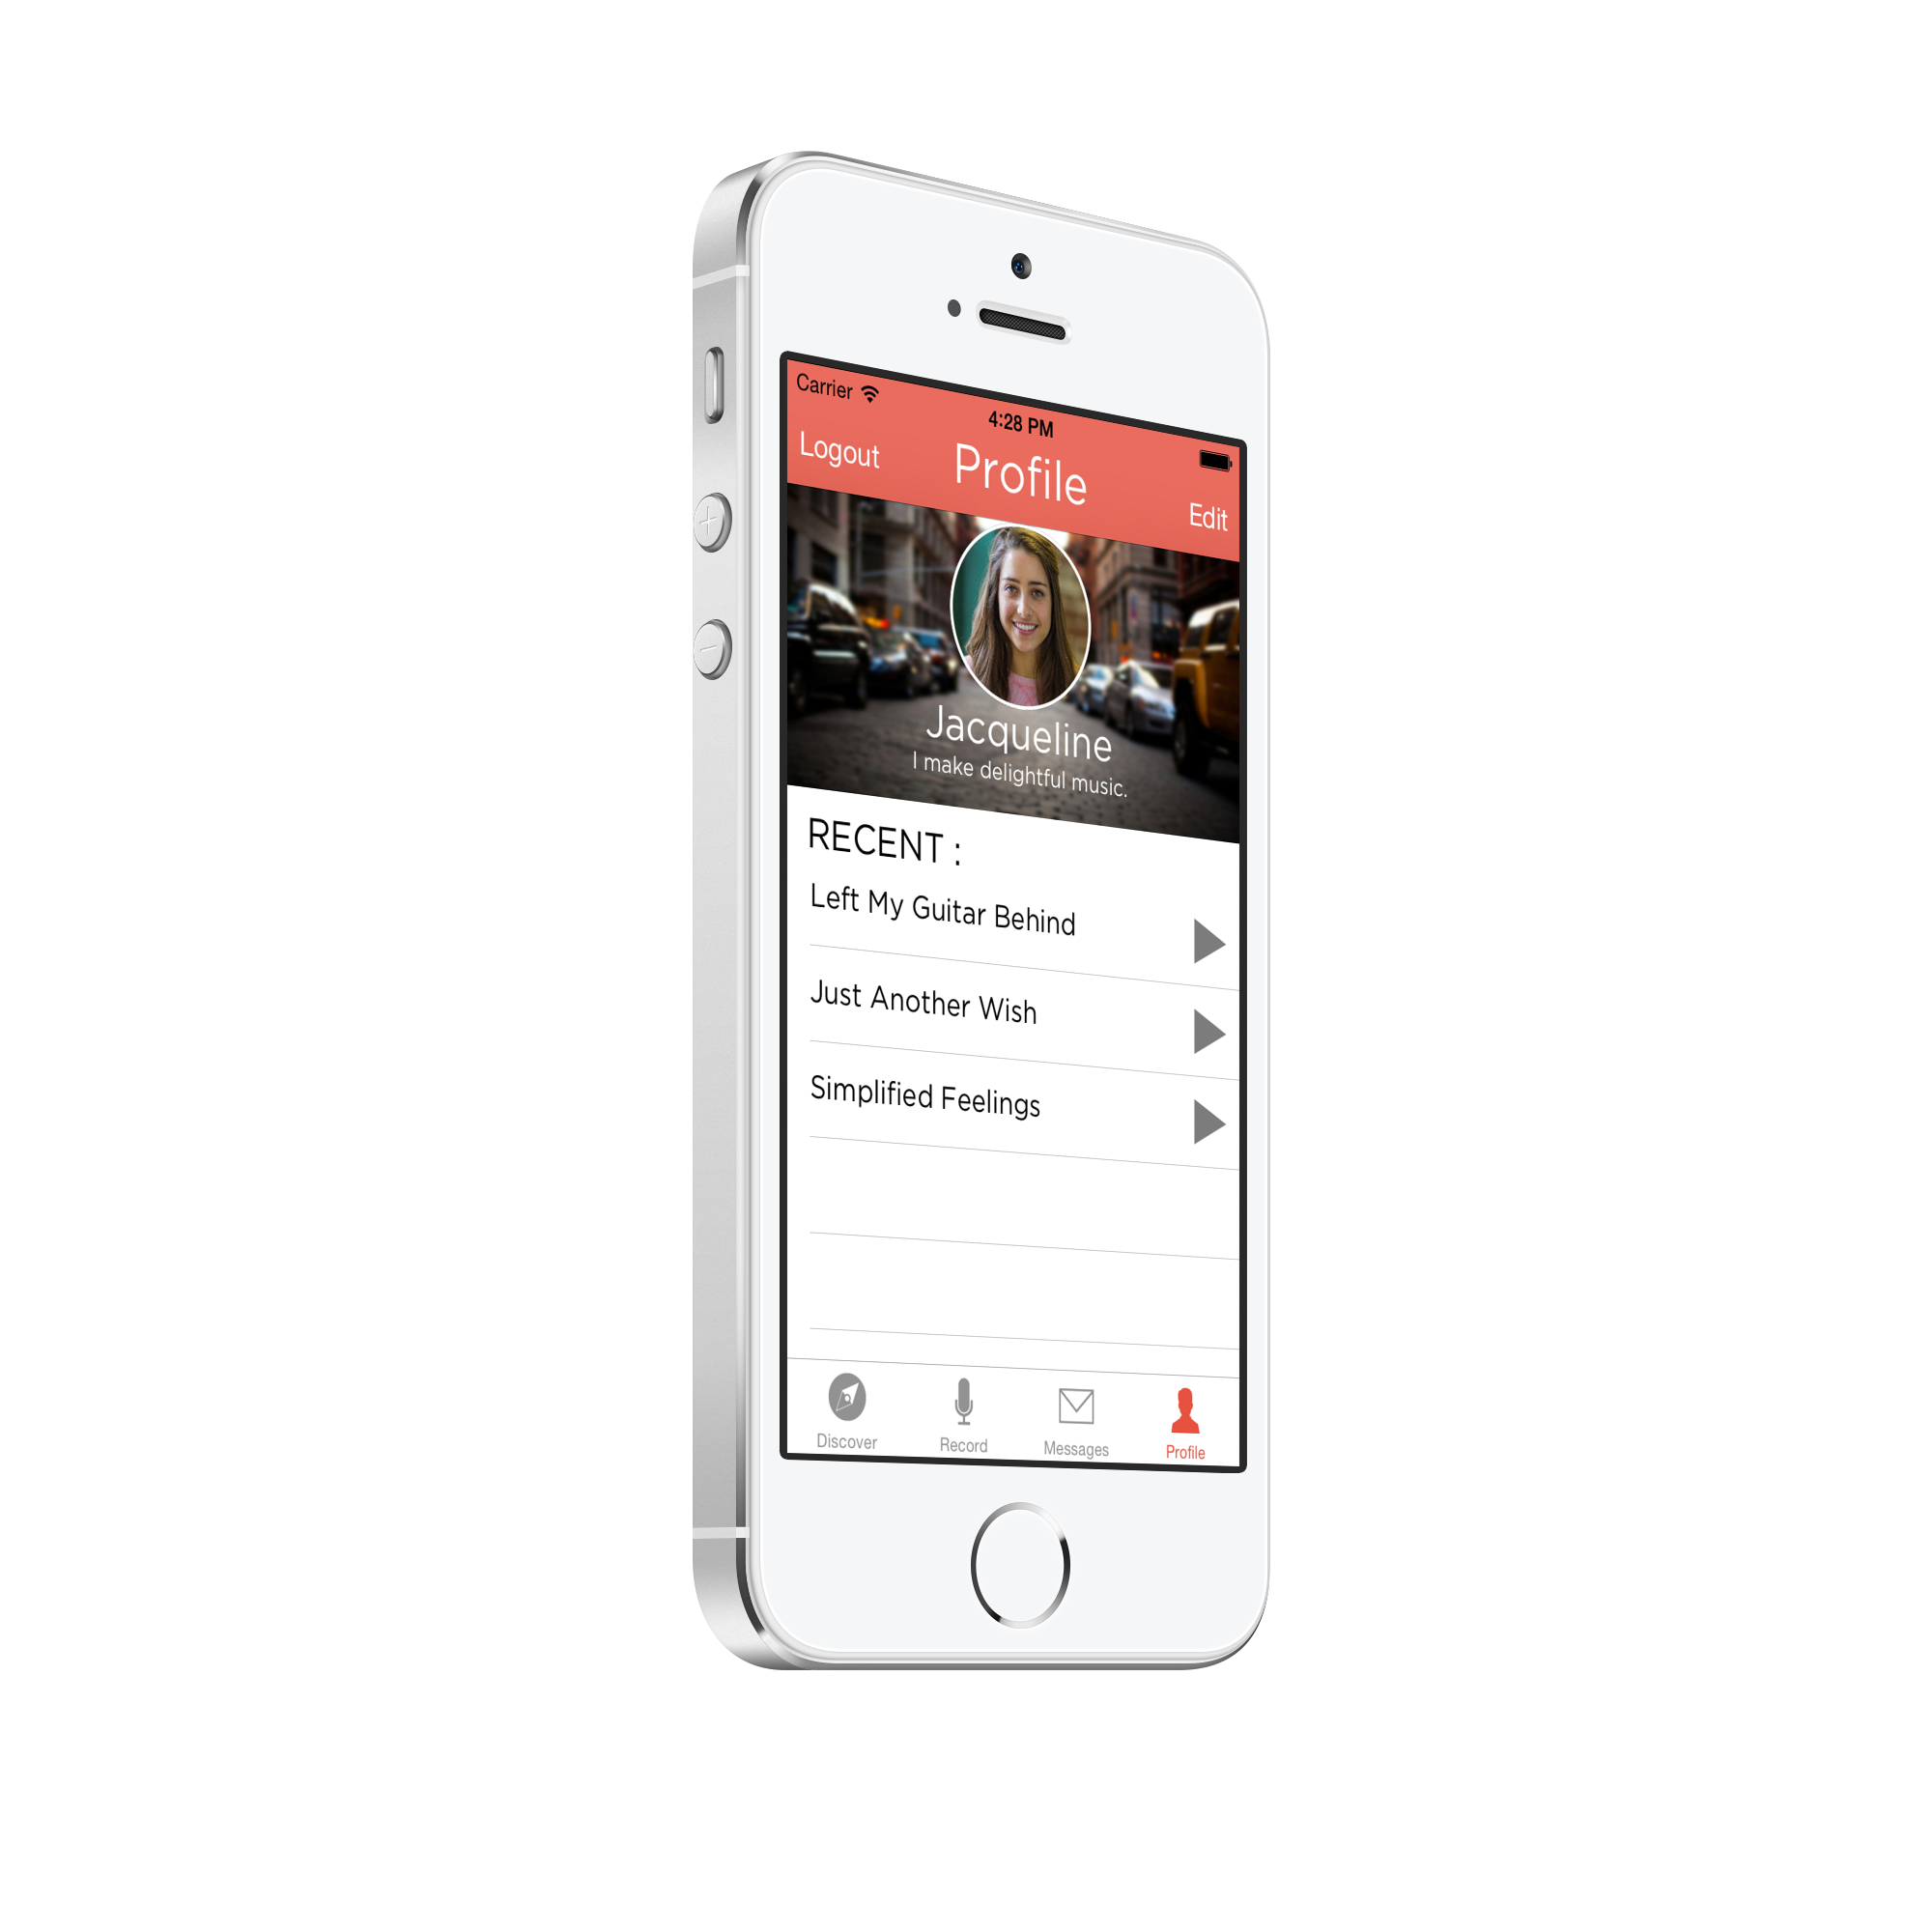 Carrier
4:28 PM
Logout
Profile
Edit
Jacqueline
I make delightful music.
RECENT :
Left My Guitar Behind
Just Another Wish
Simplified Feelings
Discover
Record
Messages
Profile